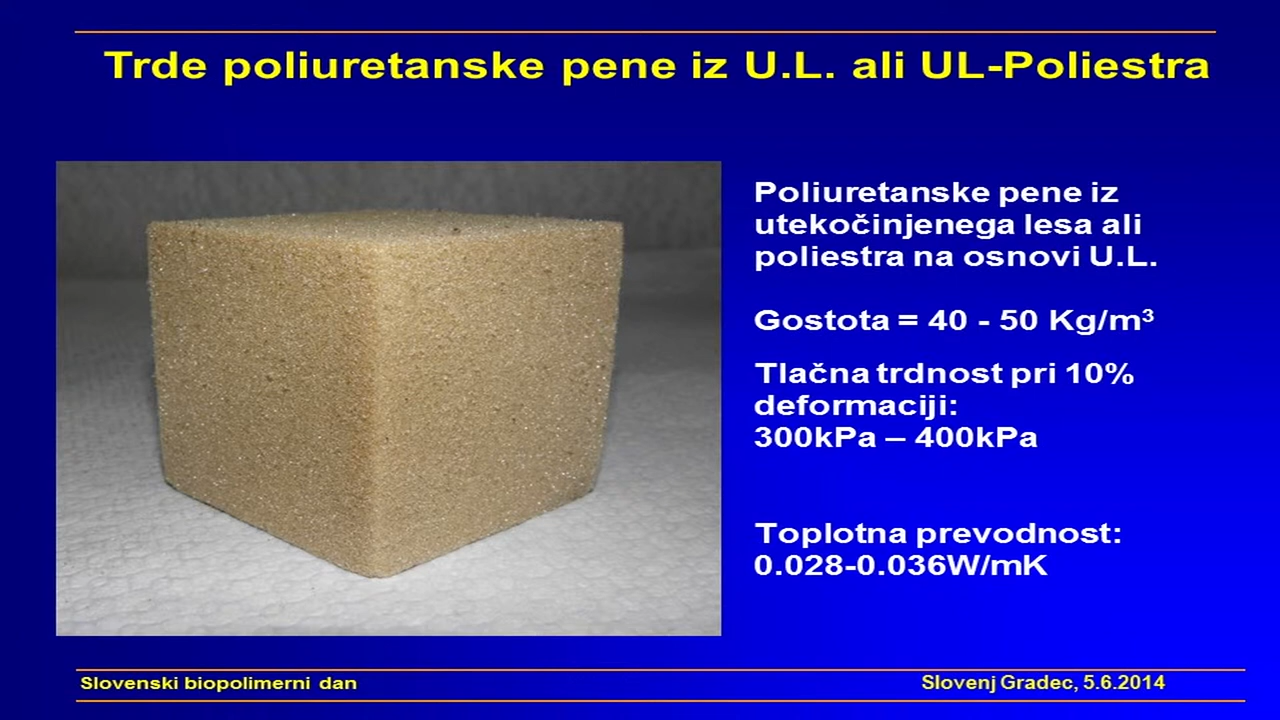 Trde poliuretanske pene iz U.L. ali UL-Poliestra
Poliuretanske pene iz
utekočinjenega lesa ali
poliestra na osnovi U.L.
Gostota = 40 - 50 Kg/m³
Tlačna trdnost pri 10%
deformaciji:
300kPa – 400kPa
Toplotna prevodnost:
0.028-0.036W/mK
Slovenski biopolimerni dan
Slovenj Gradec, 5.6.2014